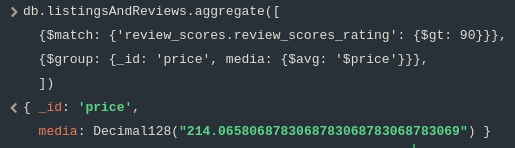 > db.listingsAndReviews.aggregate([
{$match: {'review_scores.review_scores_rating': {$gt: 90}}},
{$group: {_id: 'price', media: {$avg: '$price'}}},
])
< { _id: 'price',
media: Decimal128("214.0658068783068783068783068783069") }